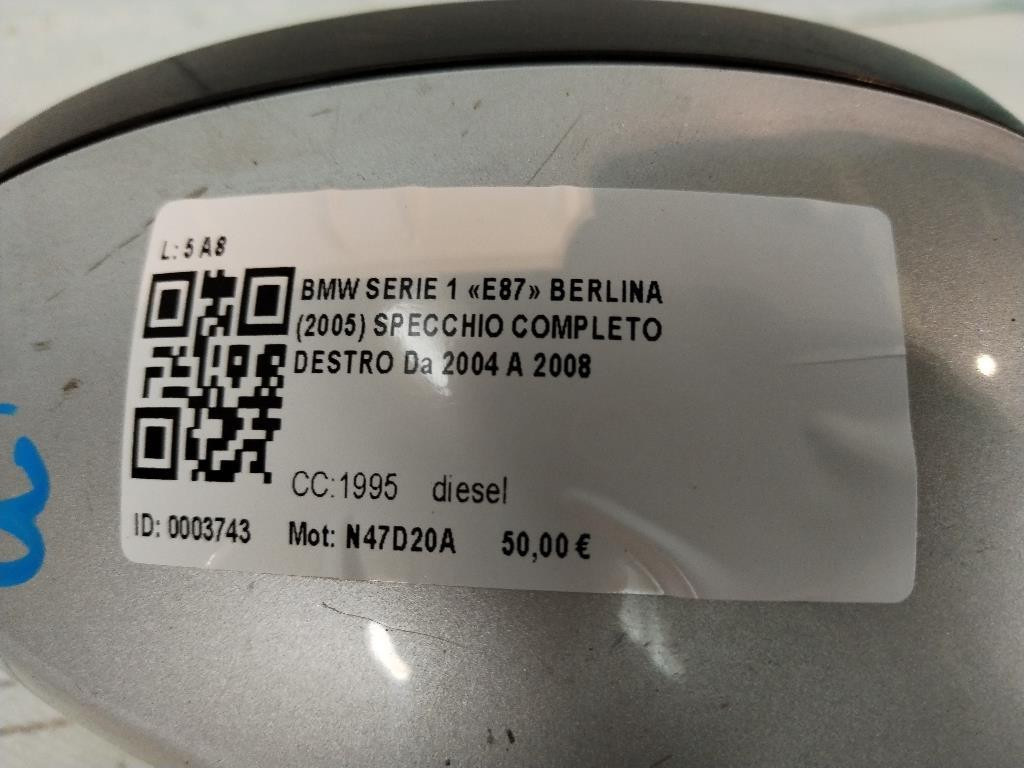 L: 5 A8
BMW SERIE 1 «E87» BERLINA
(2005) SPECCHIO COMPLETO
DESTRO Da 2004 A 2008
CC:1995 diesel
ID: 0003743 Mot: N47D20A 50,00 €